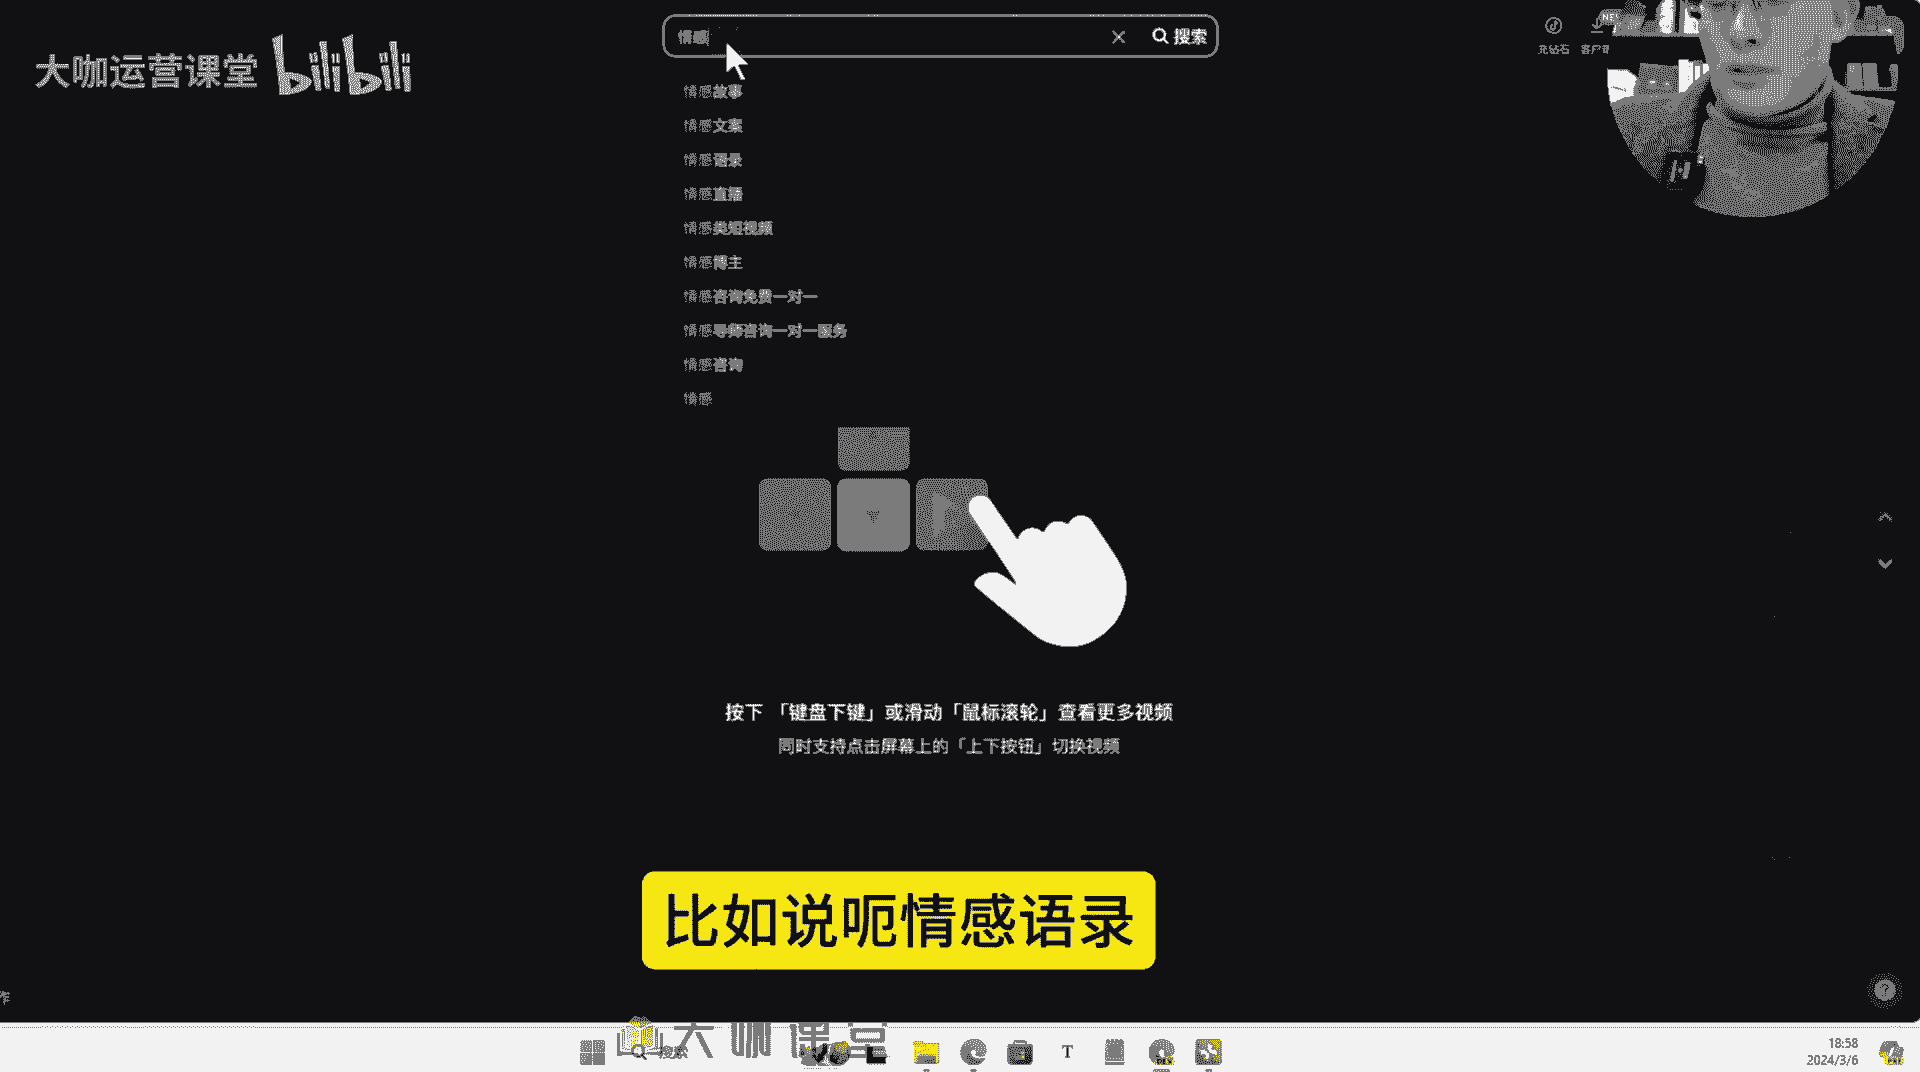 大咖运营课堂 bilibili
情感
搜索
充钻石
客户端
NEW
情感故事
情感文案
情感语录
情感直播
情感类短视频
情感博主
情感咨询免费一对一
情感导师咨询一对一服务
情感咨询
情感
按下 「键盘下键」或滑动「鼠标滚轮」查看更多视频
同时支持点击屏幕上的「上下按钮」切换视频
比如说呃情感语录
作
大咖课堂
搜索
18:58
2024/3/6